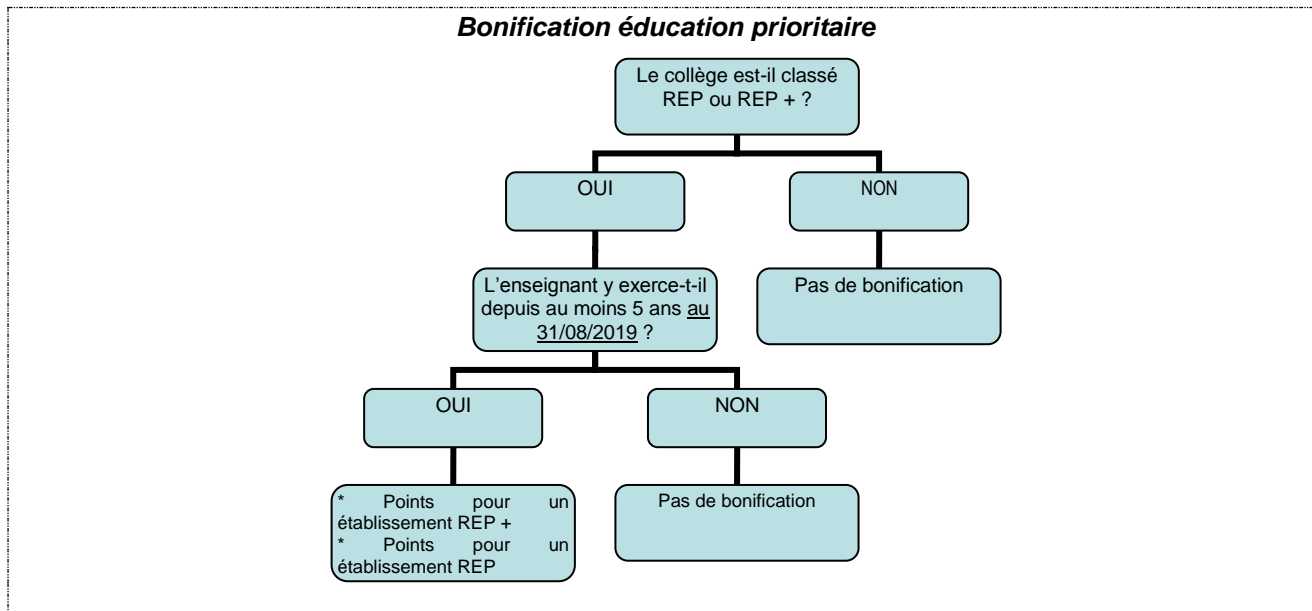 Bonification éducation prioritaire
Le collège est-il classé
REP ou REP + ?
OUI
NON
L'enseignant y exerce-t-il
depuis au moins 5 ans au
31/08/2019 ?
Pas de bonification
OUI
NON
* Points pour un
établissement REP +
* Points pour un
établissement REP
Pas de bonification